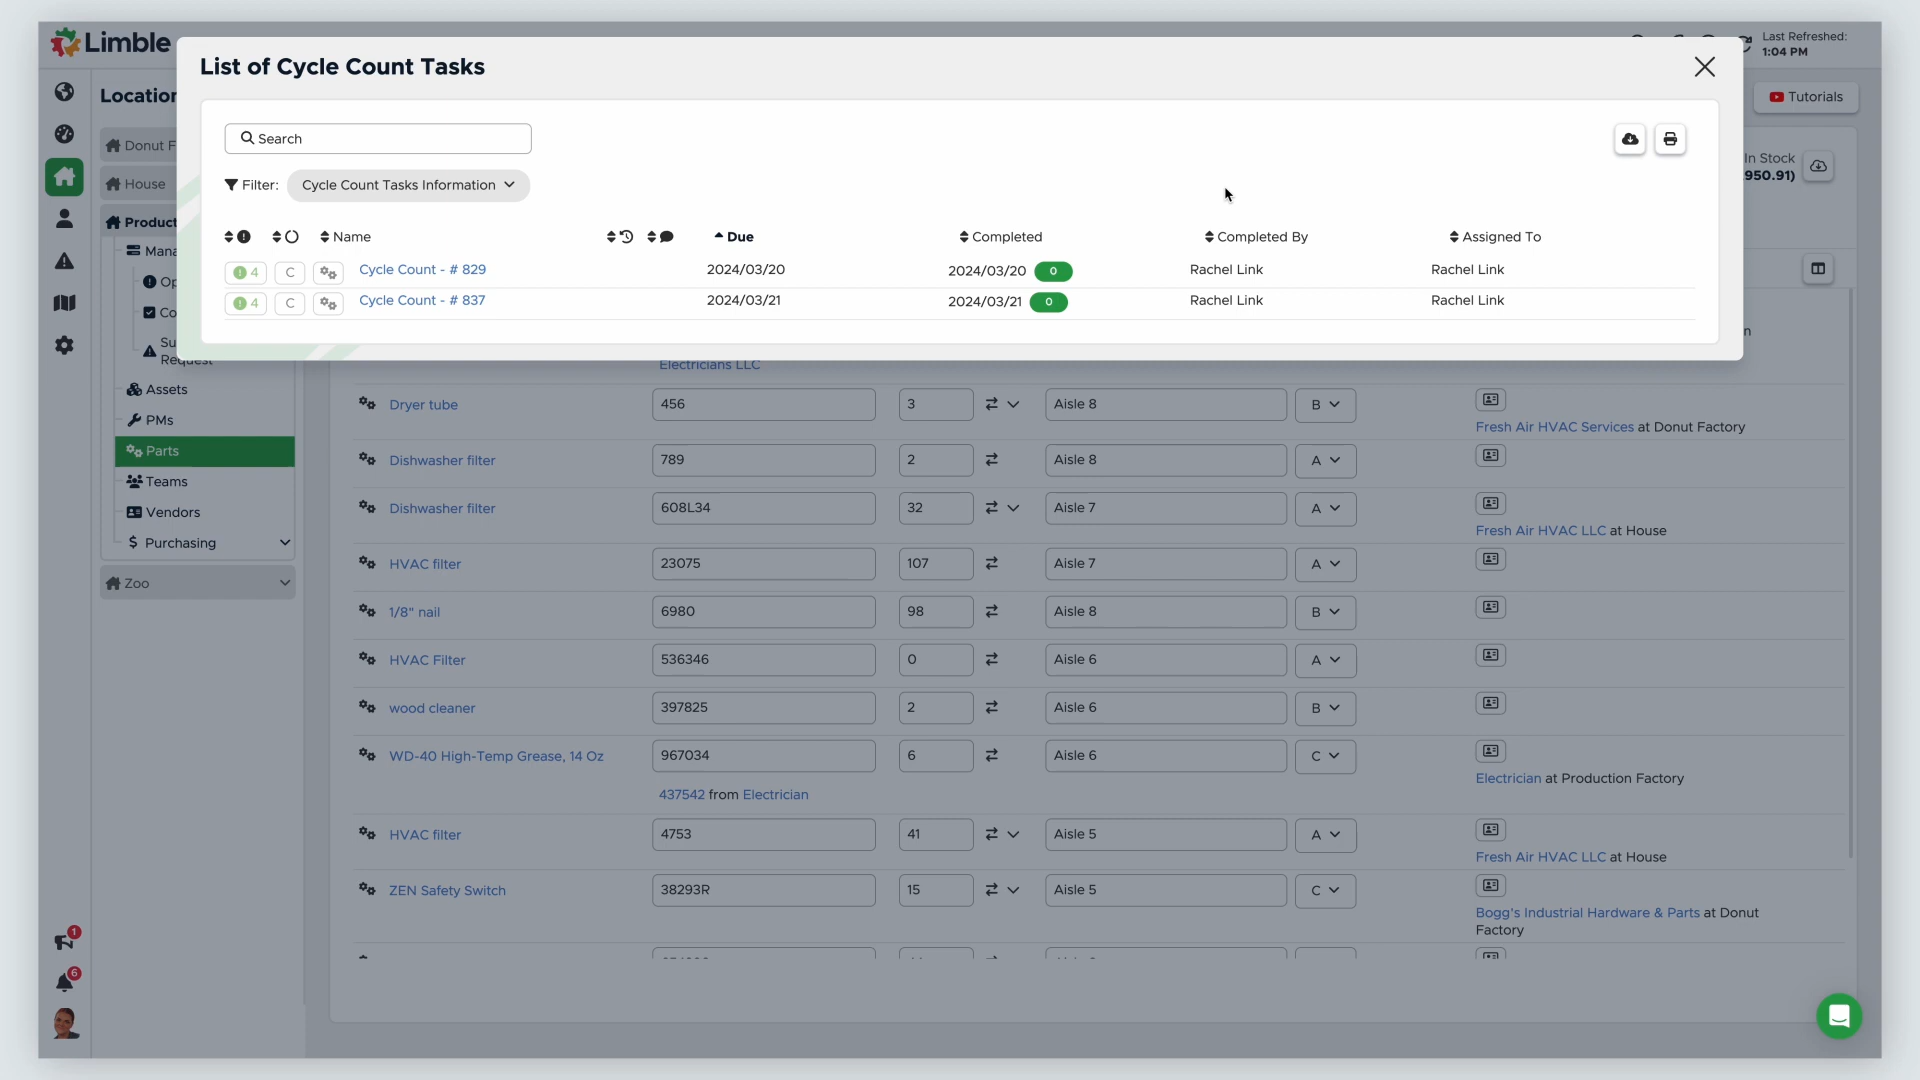 Limble
Last Refreshed:
1:04 PM
List of Cycle Count Tasks
Location
Tutorials
Search
Donut F
In Stock
950.91)
House
Filter: Cycle Count Tasks Information
Product
Name Due Completed Completed By Assigned To
Mana
4 C Cycle Count - # 829 2024/03/20 2024/03/20 0 Rachel Link Rachel Link
Op
4 C Cycle Count - # 837 2024/03/21 2024/03/21 0 Rachel Link Rachel Link
Co
Su
Request
Electricians LLC
Assets
Dryer tube 456 3 Aisle 8 B
PMs
Fresh Air HVAC Services at Donut Factory
Parts
Dishwasher filter 789 2 Aisle 8 A
Teams
Dishwasher filter 608L34 32 Aisle 7 A
Vendors
Fresh Air HVAC LLC at House
Purchasing
HVAC filter 23075 107 Aisle 7 A
Zoo
1/8" nail 6980 98 Aisle 8 B
HVAC Filter 536346 0 Aisle 6 A
wood cleaner 397825 2 Aisle 6 B
WD-40 High-Temp Grease, 14 Oz 967034 6 Aisle 6 C
Electrician at Production Factory
437542 from Electrician
HVAC filter 4753 41 Aisle 5 A
Fresh Air HVAC LLC at House
ZEN Safety Switch 38293R 15 Aisle 5 C
Bogg's Industrial Hardware & Parts at Donut
Factory
1
6